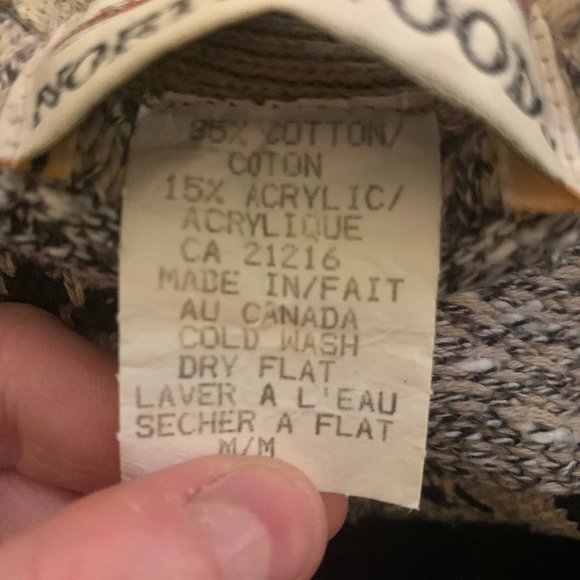 85% COTTON/
COTON
15% ACRYLIC/
ACRYLIQUE
CA 21216
MADE IN/FAIT
AU CANADA
COLD WASH
DRY FLAT
LAVER A L'EAU
SECHER A FLAT
M/M